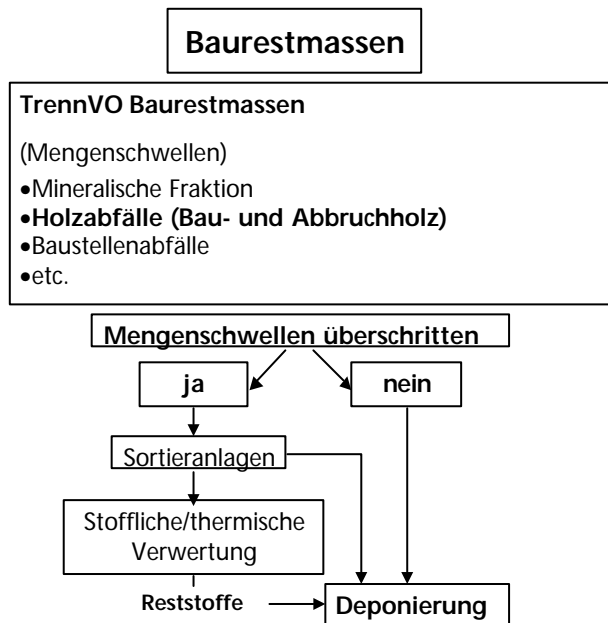 Baurestmassen
TrennVO Baurestmassen
(Mengenschwellen)
•Mineralische Fraktion
•Holzabfälle (Bau- und Abbruchholz)
•Baustellenabfälle
•etc.
Mengenschwellen überschritten
ja
nein
Sortieranlagen
Stoffliche/thermische
Verwertung
Reststoffe
Deponierung